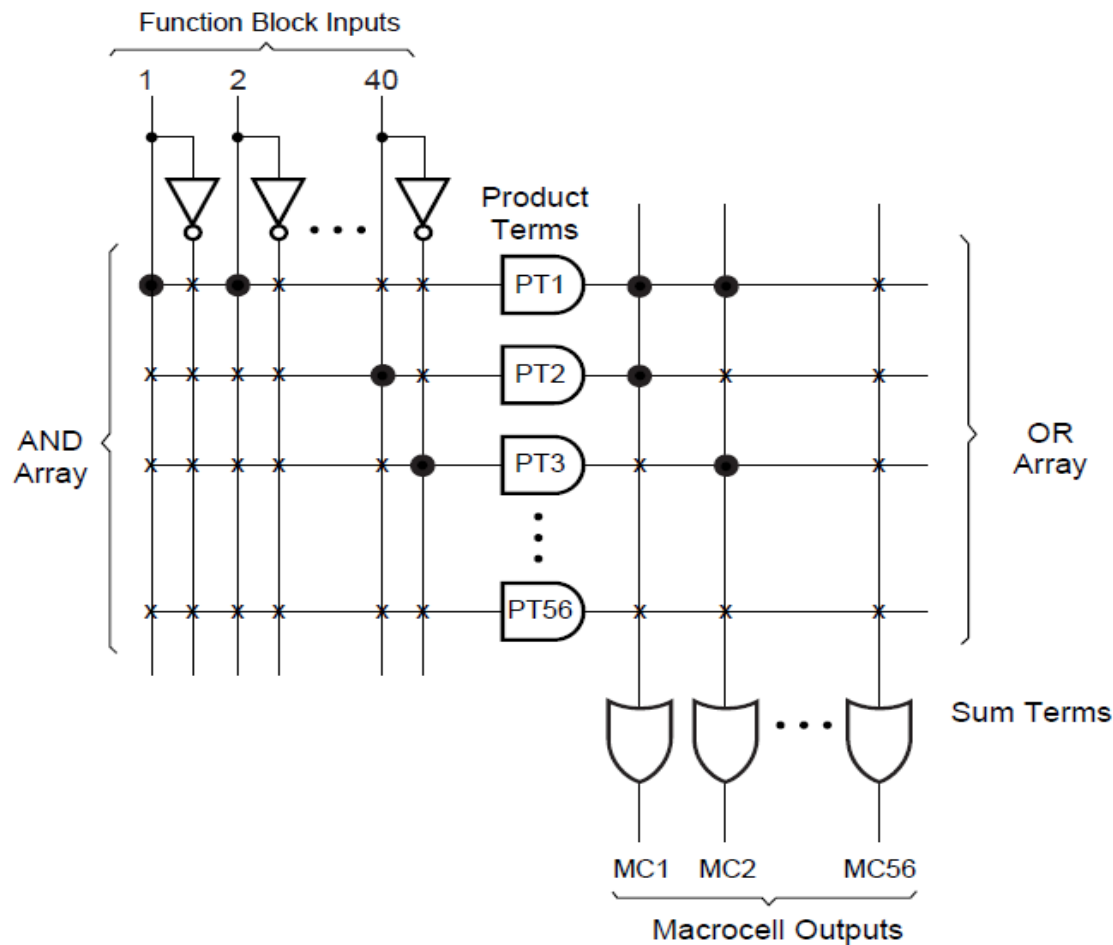 Function Block Inputs
1 2 40
Product
Terms
PT1
PT2
AND
Array
PT3
OR
Array
PT56
Sum Terms
MC1 MC2 MC56
Macrocell Outputs